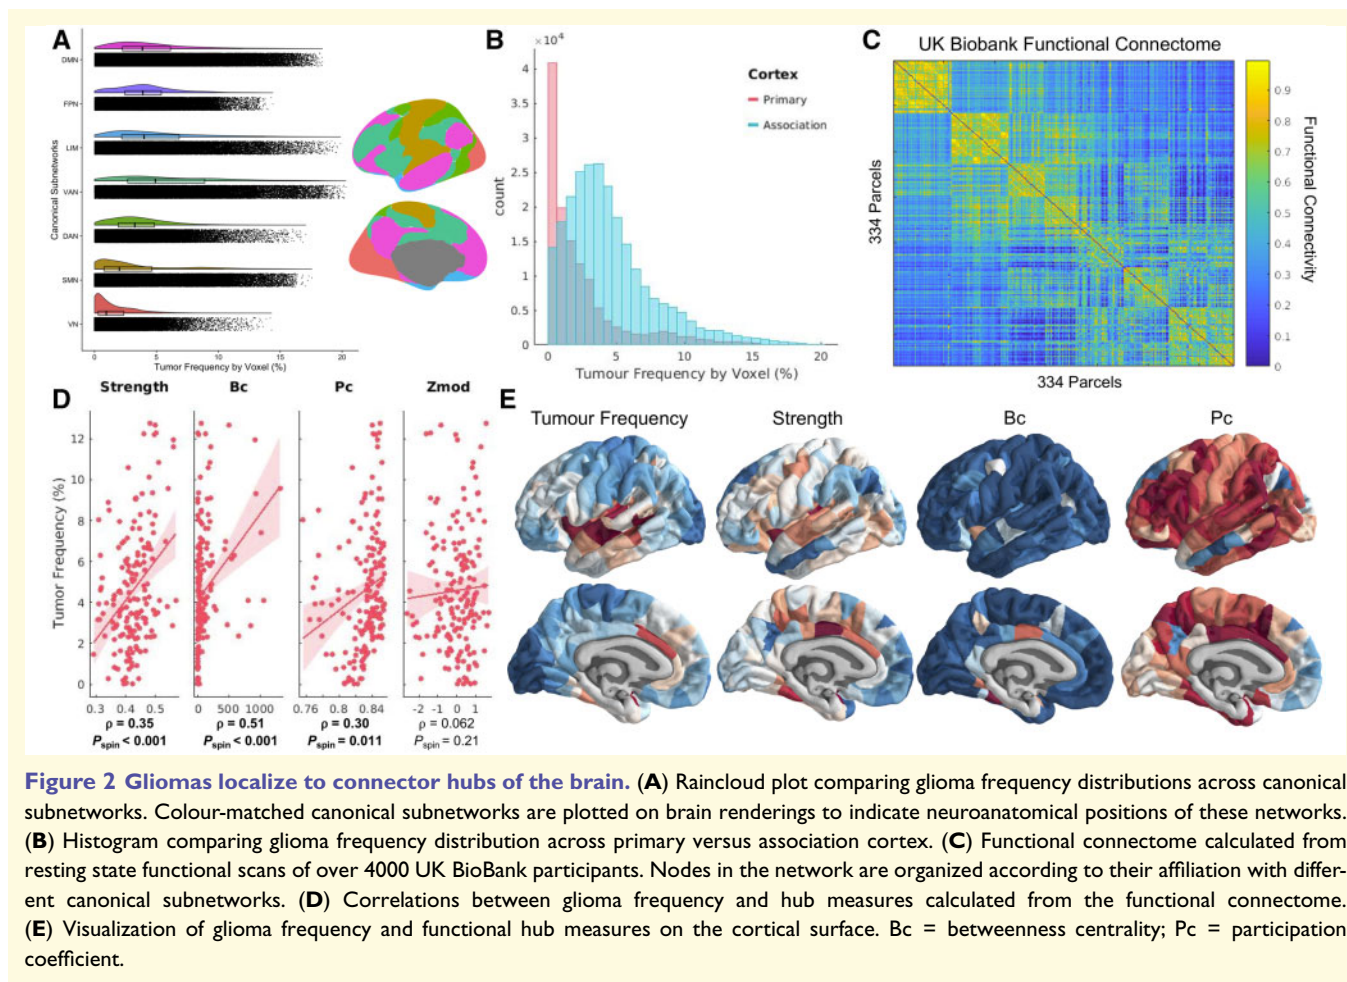 A
Canonical Subnetworks
DMN
FPN
LIM
VAN
DAN
SMN
VN
0 5 10 15 20
Tumor Frequency by Voxel (%)
B
×10⁴
count
4
3.5
3
2.5
2
1.5
1
0.5
0
0 5 10 15 20
Tumour Frequency by Voxel (%)
Cortex
Primary
Association
C
UK Biobank Functional Connectome
334 Parcels
334 Parcels
0.9
0.8
0.7
0.6
0.5
0.4
0.3
0.2
0.1
0
Functional Connectivity
D
Strength Bc Pc Zmod
Tumor Frequency (%)
12
10
8
6
4
2
0
0.3 0.4 0.5 0 500 1000 0.76 0.8 0.84 -2 -1 0 1
ρ = 0.35 ρ = 0.51 ρ = 0.30 ρ = 0.062
Pspin < 0.001 Pspin < 0.001 Pspin = 0.011 Pspin = 0.21
E
Tumour Frequency Strength Bc Pc
Figure 2 Gliomas localize to connector hubs of the brain. (A) Raincloud plot comparing glioma frequency distributions across canonical
subnetworks. Colour-matched canonical subnetworks are plotted on brain renderings to indicate neuroanatomical positions of these networks.
(B) Histogram comparing glioma frequency distribution across primary versus association cortex. (C) Functional connectome calculated from
resting state functional scans of over 4000 UK BioBank participants. Nodes in the network are organized according to their affiliation with differ-
ent canonical subnetworks. (D) Correlations between glioma frequency and hub measures calculated from the functional connectome.
(E) Visualization of glioma frequency and functional hub measures on the cortical surface. Bc = betweenness centrality; Pc = participation
coefficient.